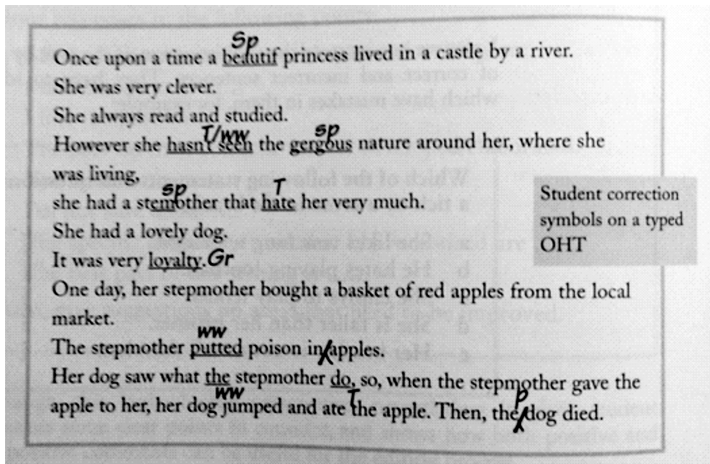 Sp
Once upon a time a beautif princess lived in a castle by a river.
She was very clever.
She always read and studied.
T/ww sp
However she hasn't seen the gergous nature around her, where she
was living,
sp T
she had a stemother that hate her very much.
She had a lovely dog.
It was very loyalty. Gr
One day, her stepmother bought a basket of red apples from the local
market.
ww
The stepmother putted poison in/apples.
Her dog saw what the stepmother do, so, when the stepmother gave the
ww T p
apple to her, her dog jumped and ate the apple. Then, the/dog died.
Student correction
symbols on a typed
OHT